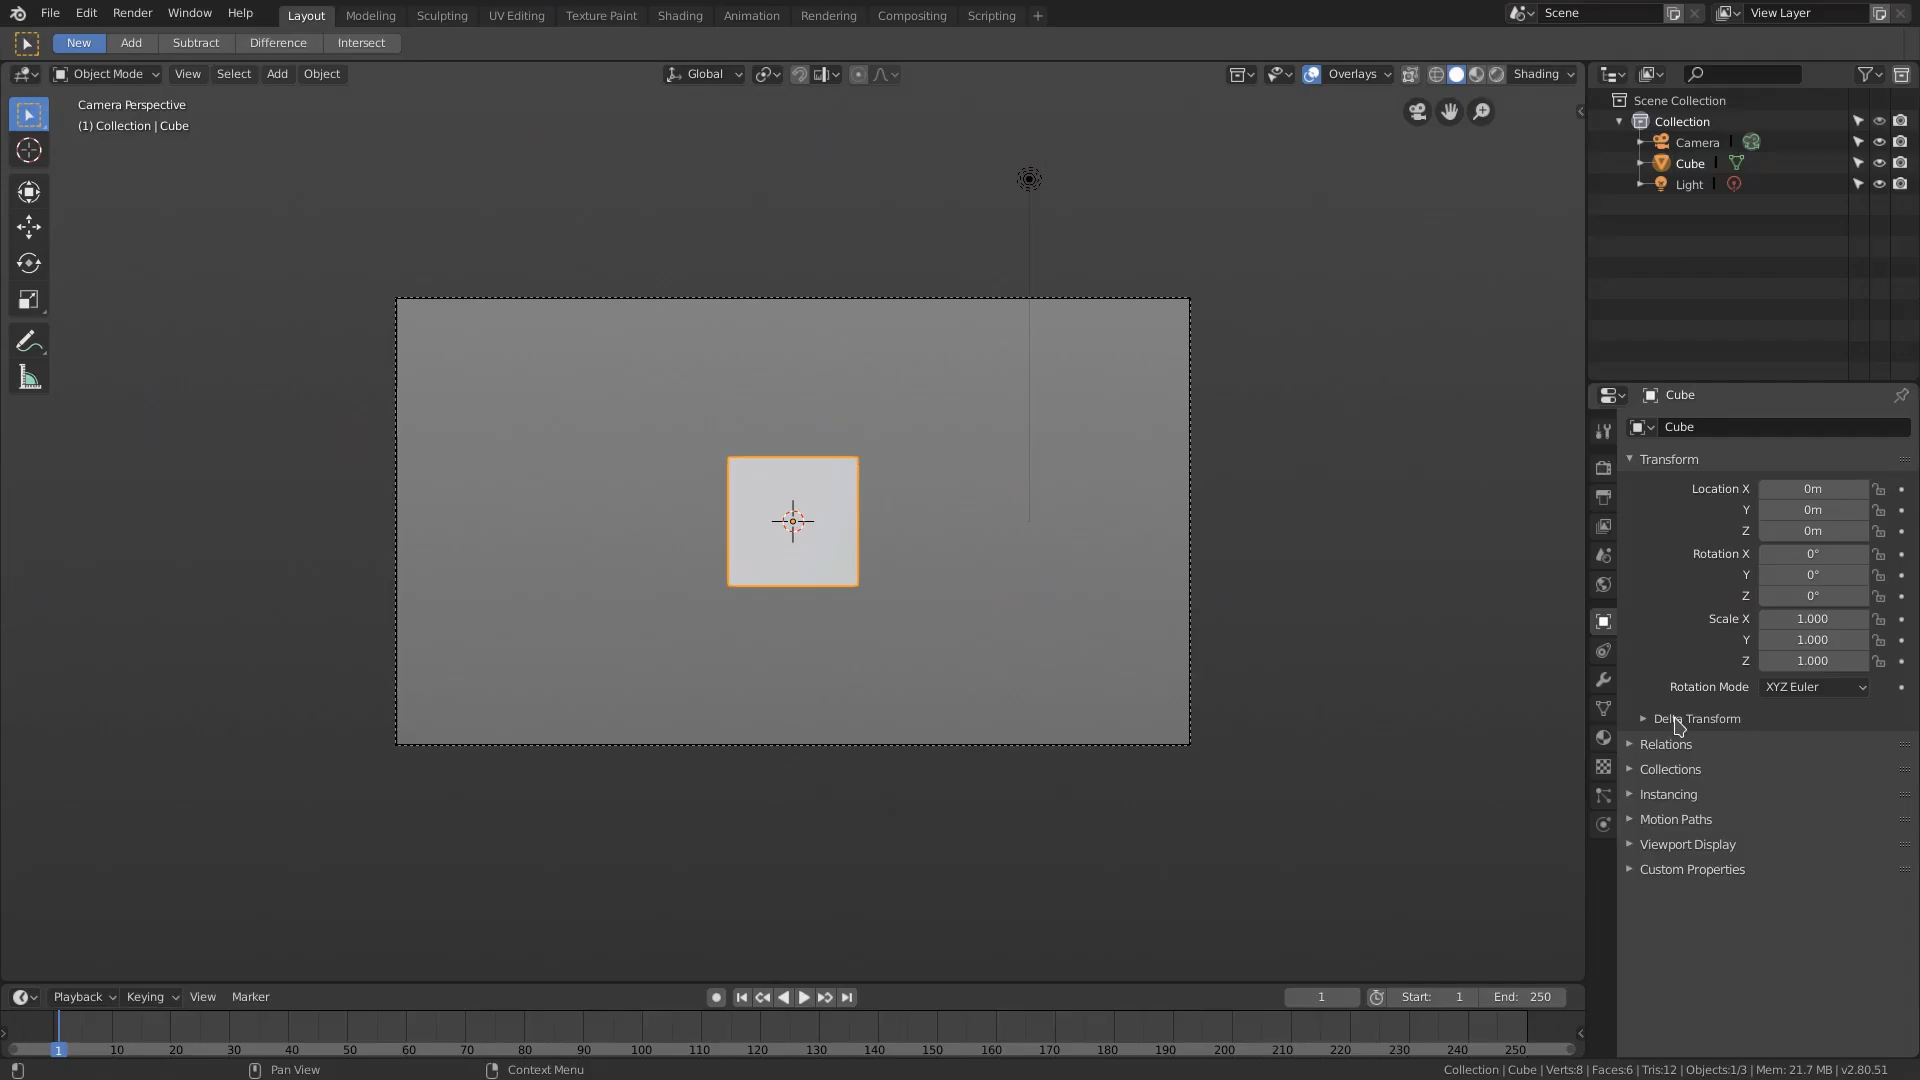 File Edit Render Window Help Layout Modeling Sculpting UV Editing Texture Paint Shading Animation Rendering Compositing Scripting + Scene View Layer
New Add Subtract Difference Intersect
Object Mode View Select Add Object Global Overlays Shading
Camera Perspective
(1) Collection | Cube
Scene Collection
Collection
Camera
Cube
Light
Cube
Cube
Transform
Location X 0m
Y 0m
Z 0m
Rotation X 0°
Y 0°
Z 0°
Scale X 1.000
Y 1.000
Z 1.000
Rotation Mode XYZ Euler
Delta Transform
Relations
Collections
Instancing
Motion Paths
Viewport Display
Custom Properties
Playback Keying View Marker 1 Start: 1 End: 250
1 10 20 30 40 50 60 70 80 90 100 110 120 130 140 150 160 170 180 190 200 210 220 230 240 250
Pan View Context Menu Collection | Cube | Verts:8 | Faces:6 | Tris:12 | Objects:1/3 | Mem: 21.7 MB | v2.80.51